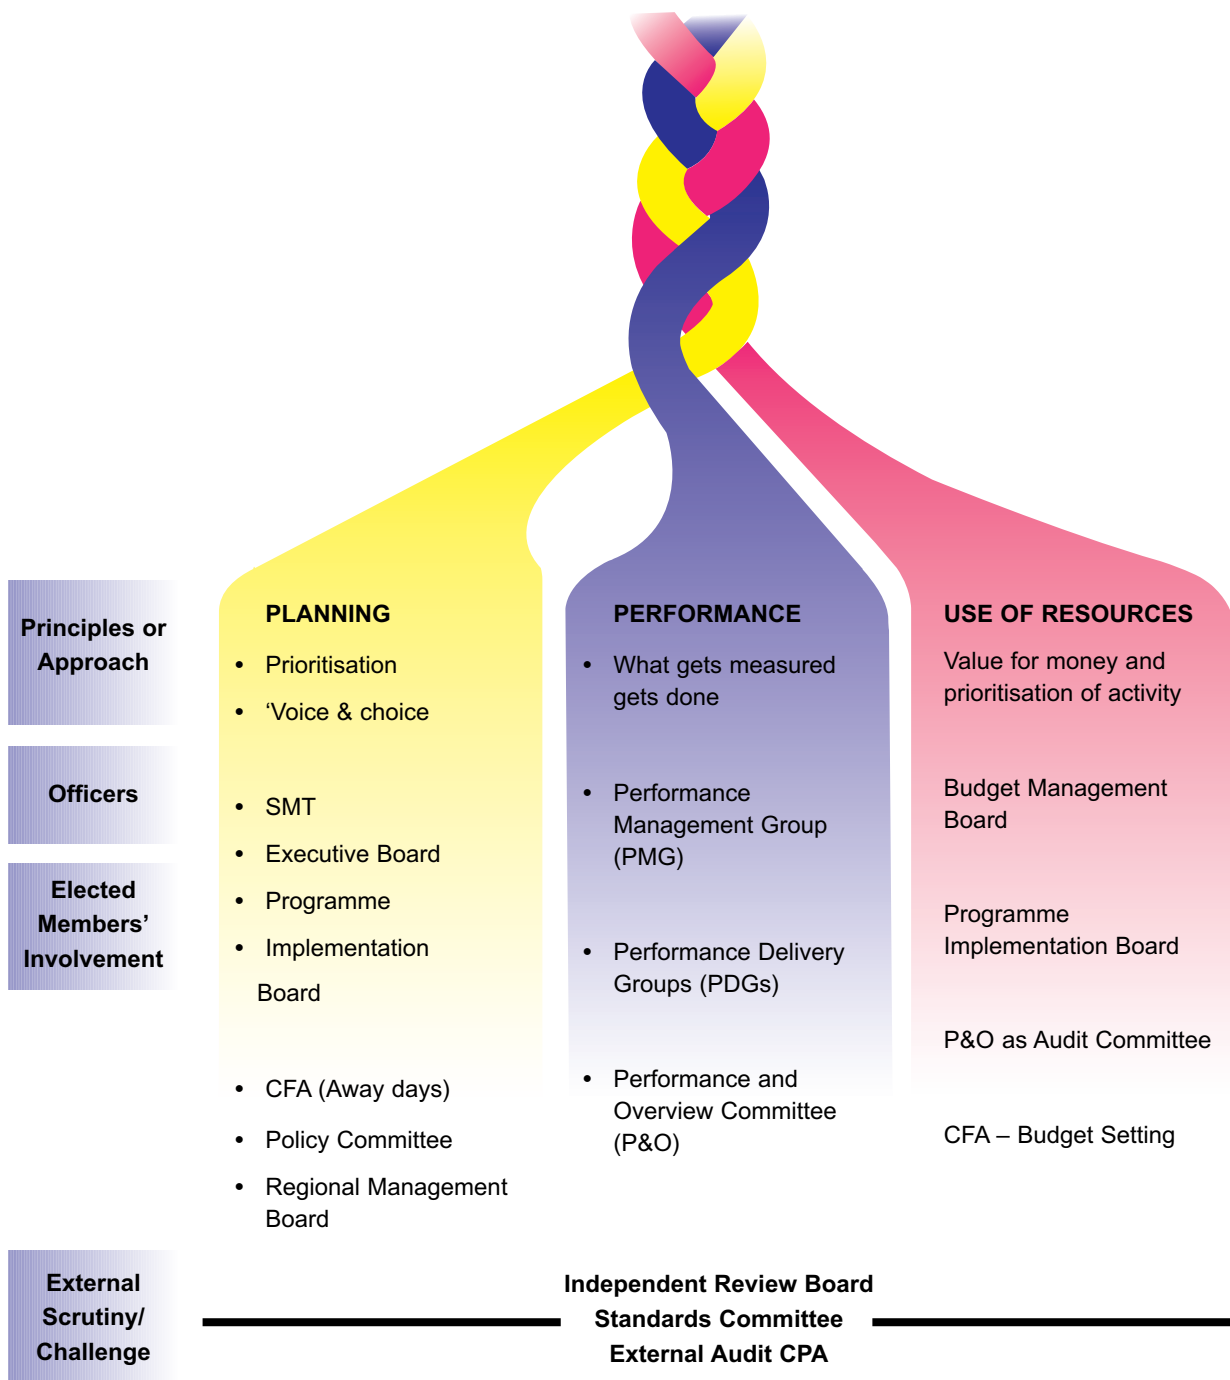 Principles or
Approach
Officers
Elected
Members’
Involvement
External
Scrutiny/
Challenge
PLANNING
• Prioritisation
• ‘Voice & choice
• SMT
• Executive Board
• Programme
• Implementation
Board
• CFA (Away days)
• Policy Committee
• Regional Management
Board
PERFORMANCE
• What gets measured
gets done
• Performance
Management Group
(PMG)
• Performance Delivery
Groups (PDGs)
• Performance and
Overview Committee
(P&O)
USE OF RESOURCES
Value for money and
prioritisation of activity
Budget Management
Board
Programme
Implementation Board
P&O as Audit Committee
CFA – Budget Setting
Independent Review Board
Standards Committee
External Audit CPA